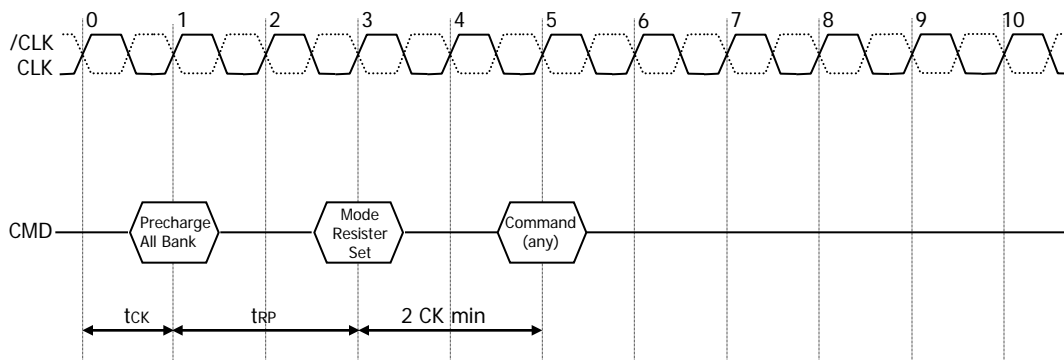 0 1 2 3 4 5 6 7 8 9 10
/CLK
CLK
CMD
Precharge
All Bank
Mode
Resister
Set
Command
(any)
tCK
tRP
2 CK min